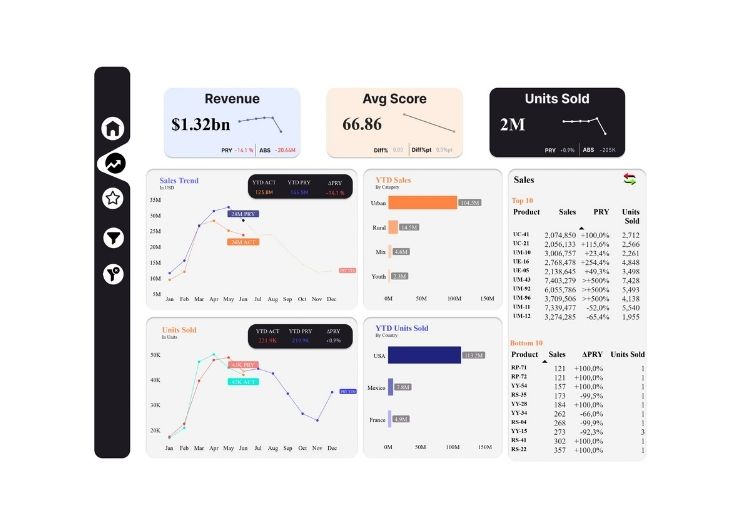 Revenue
$1.32bn
PRY -14.1 % ABS -20.66M
Avg Score
66.86
Diff% 0.00 Diff%pt 0.0%pt
Units Sold
2M
PRY -0.9% ABS -205K
Sales Trend
In USD
YTD ACT YTD PRY ΔPRY
125.8M 146.5M -14.1 %
35M
30M
25M
20M
15M
10M
5M
28M PRY
24M ACT
Jan Feb Mar Apr May Jun Jul Aug Sep Oct Nov Dec
YTD Sales
By Category
Urban 104.5M
Rural 14.5M
Mix 4.6M
Youth 2.3M
0M 50M 100M 150M
Units Sold
In Units
YTD ACT YTD PRY ΔPRY
221.9K 219.9K +0.9%
50K
40K
30K
20K
43K PRY
42K ACT
Jan Feb Mar Apr May Jun Jul Aug Sep Oct Nov Dec
YTD Units Sold
By Country
USA 113.2M
Mexico 7.8M
France 4.9M
0M 50M 100M 150M
Sales
Top 10
Product Sales PRY Units
Sold
UC-41 2,074,850 +100,0% 2,712
UC-21 2,056,133 +115,6% 2,566
UM-10 3,006,757 +23,4% 2,261
UE-16 2,768,478 +254,4% 4,848
UE-05 2,138,645 +49,3% 3,498
UM-43 7,403,279 >+500% 5,428
UM-92 6,055,786 >+500% 5,493
UM-96 3,709,506 >+500% 4,138
UM-11 7,339,477 -52,0% 5,540
UM-12 3,274,285 -65,4% 1,955
Bottom 10
Product Sales ΔPRY Units Sold
RP-71 121 +100,0% 1
RP-72 121 +100,0% 1
YY-54 157 +100,0% 1
RS-35 173 -99,5% 1
YY-28 184 +100,0% 1
YY-34 262 -66,0% 1
RS-04 268 -99,9% 1
YY-15 273 -92,3% 3
RS-41 302 +100,0% 1
RS-22 357 +100,0% 1